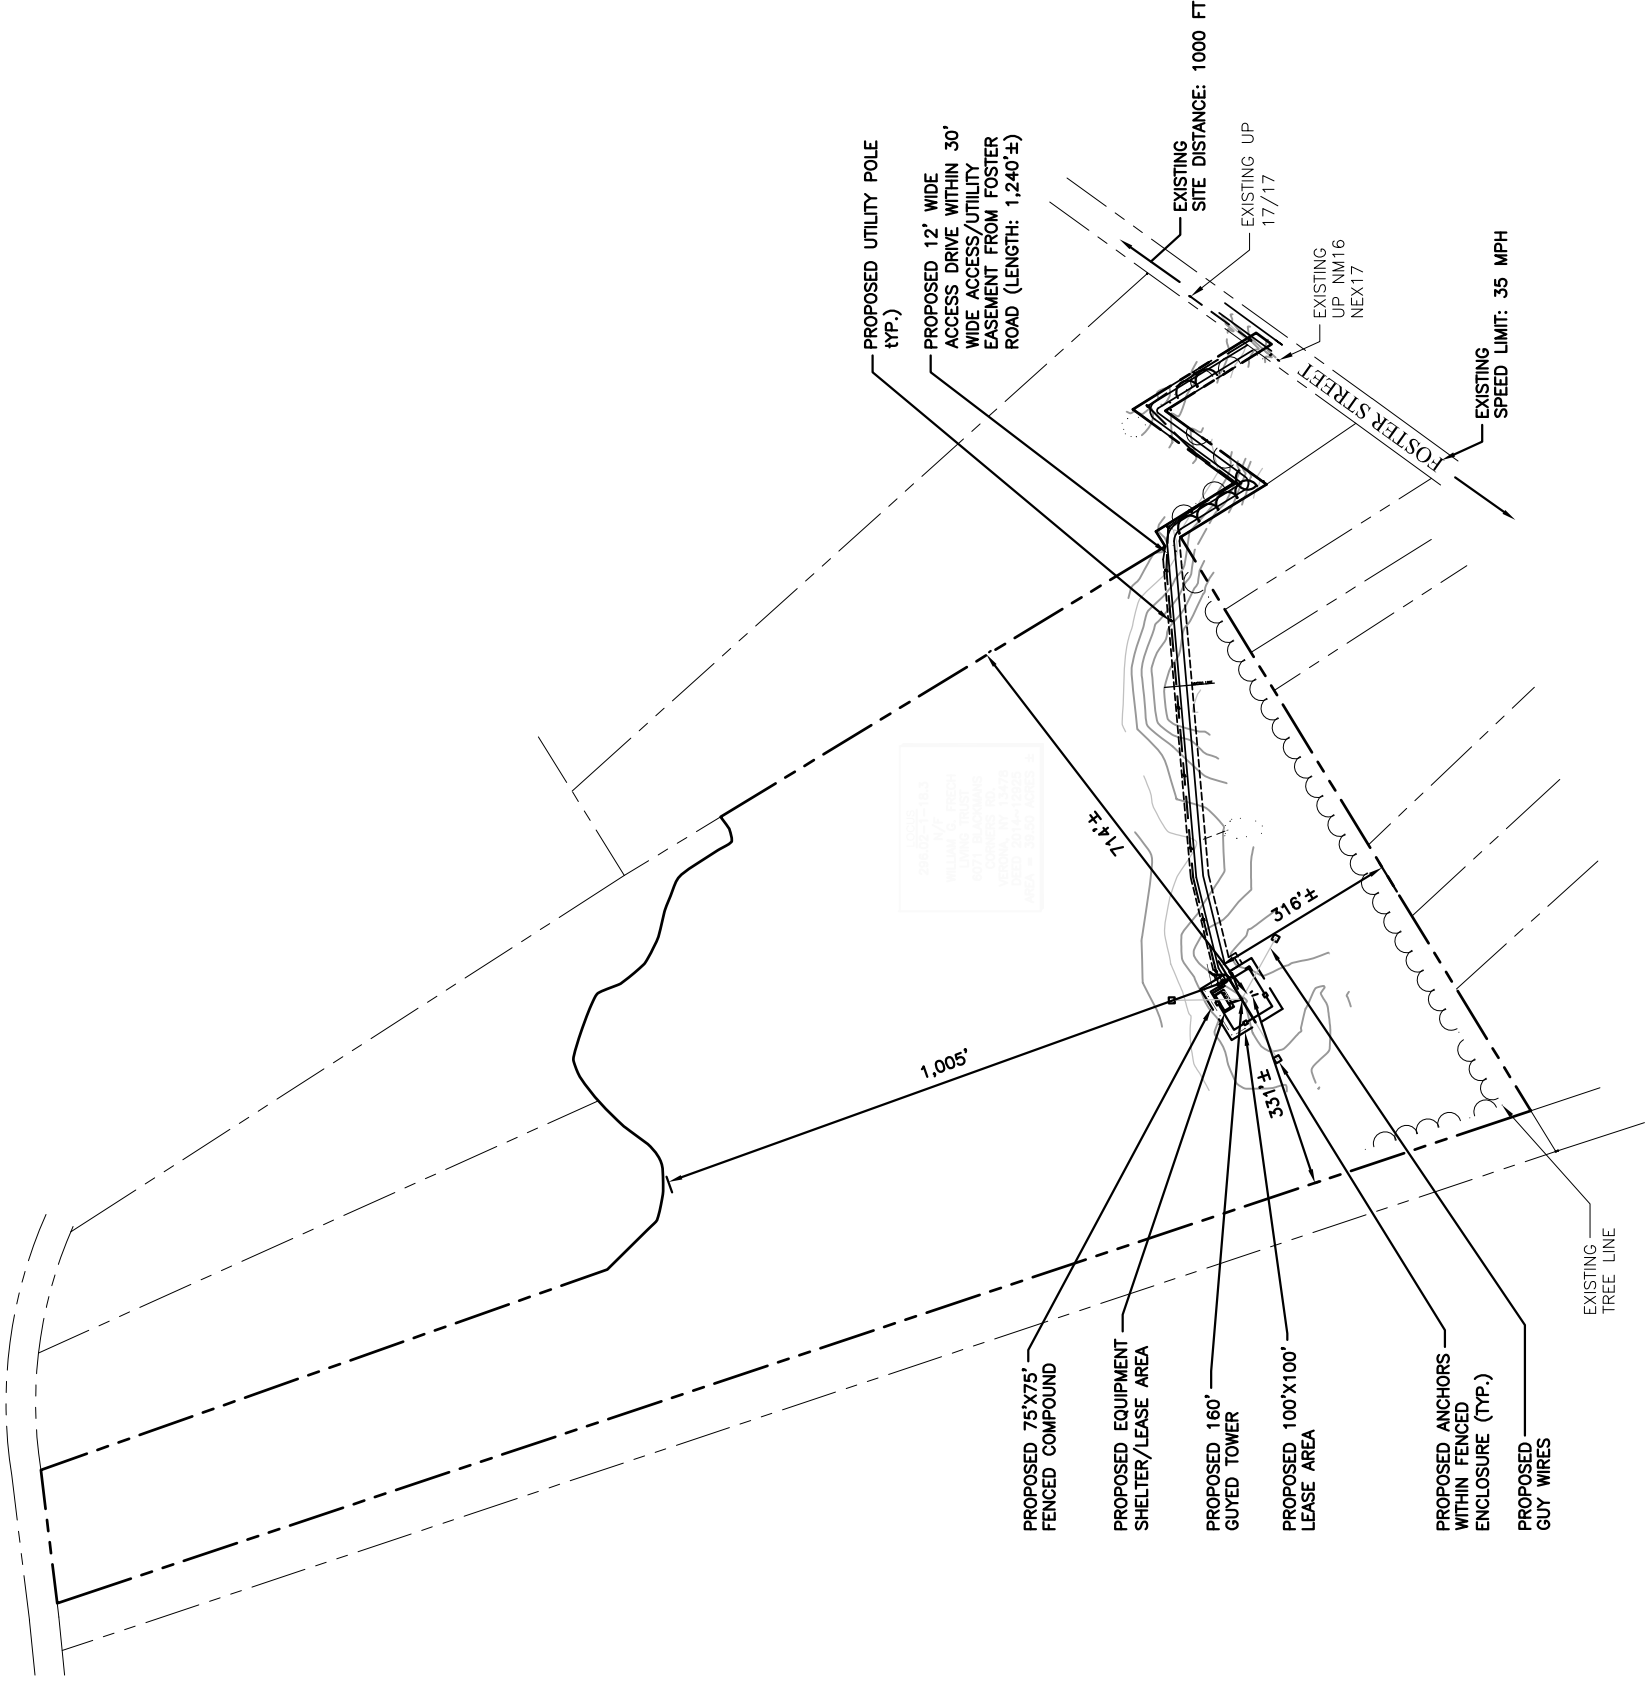 PROPOSED UTILITY POLE
tYP.)
PROPOSED 12' WIDE
ACCESS DRIVE WITHIN 30'
WIDE ACCESS/UTIILITY
EASEMENT FROM FOSTER
ROAD (LENGTH: 1,240'±)
EXISTING
SITE DISTANCE: 1000 FT
EXISTING UP
17/17
EXISTING
UP NM16
NEX17
EXISTING
SPEED LIMIT: 35 MPH
FOSTER STREET
714'±
316'±
1,005'
331'±
PROPOSED 75'X75'
FENCED COMPOUND
PROPOSED EQUIPMENT
SHELTER/LEASE AREA
PROPOSED 160'
GUYED TOWER
PROPOSED 100'X100'
LEASE AREA
PROPOSED ANCHORS
WITHIN FENCED
ENCLOSURE (TYP.)
PROPOSED
GUY WIRES
EXISTING
TREE LINE